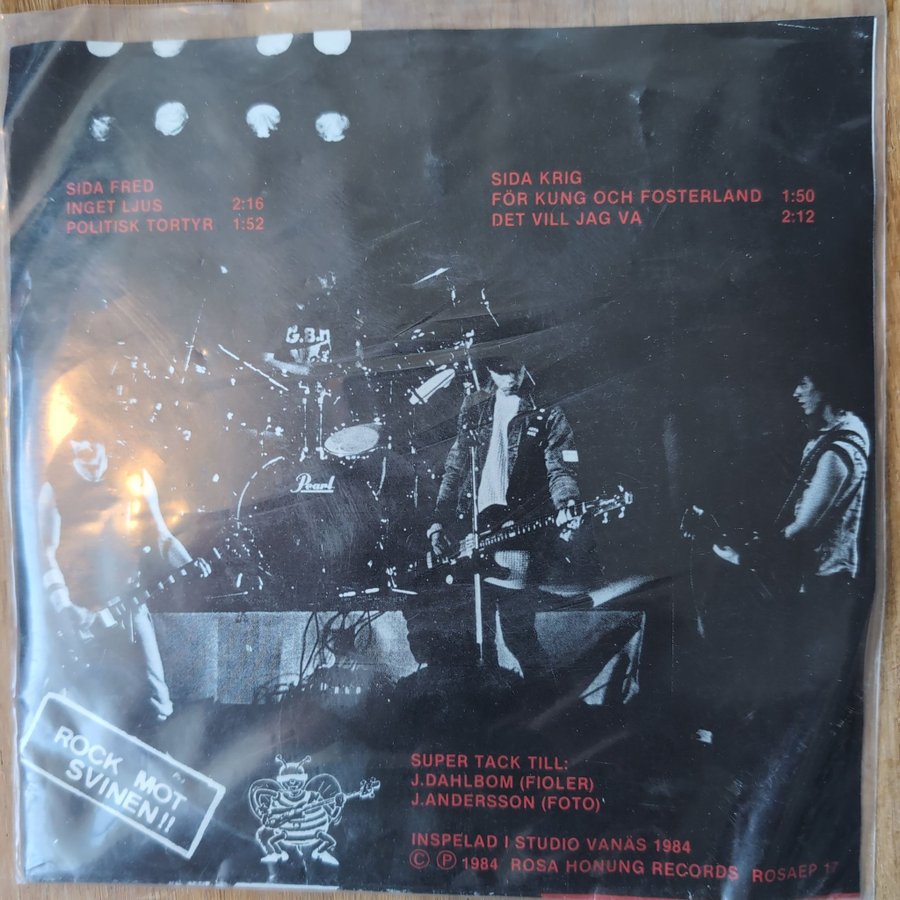 SIDA FRED
INGET LJUS 2:16
POLITISK TORTYR 1:52
SIDA KRIG
FÖR KUNG OCH FOSTERLAND 1:50
DET VILL JAG VA 2:12
Pearl
ROCK MOT
SVINEN!!
SUPER TACK TILL:
J.DAHLBOM (FIOLER)
J.ANDERSSON (FOTO)
INSPELAD I STUDIO VANÄS 1984
© ℗ 1984 ROSA HONUNG RECORDS ROSAEP 17